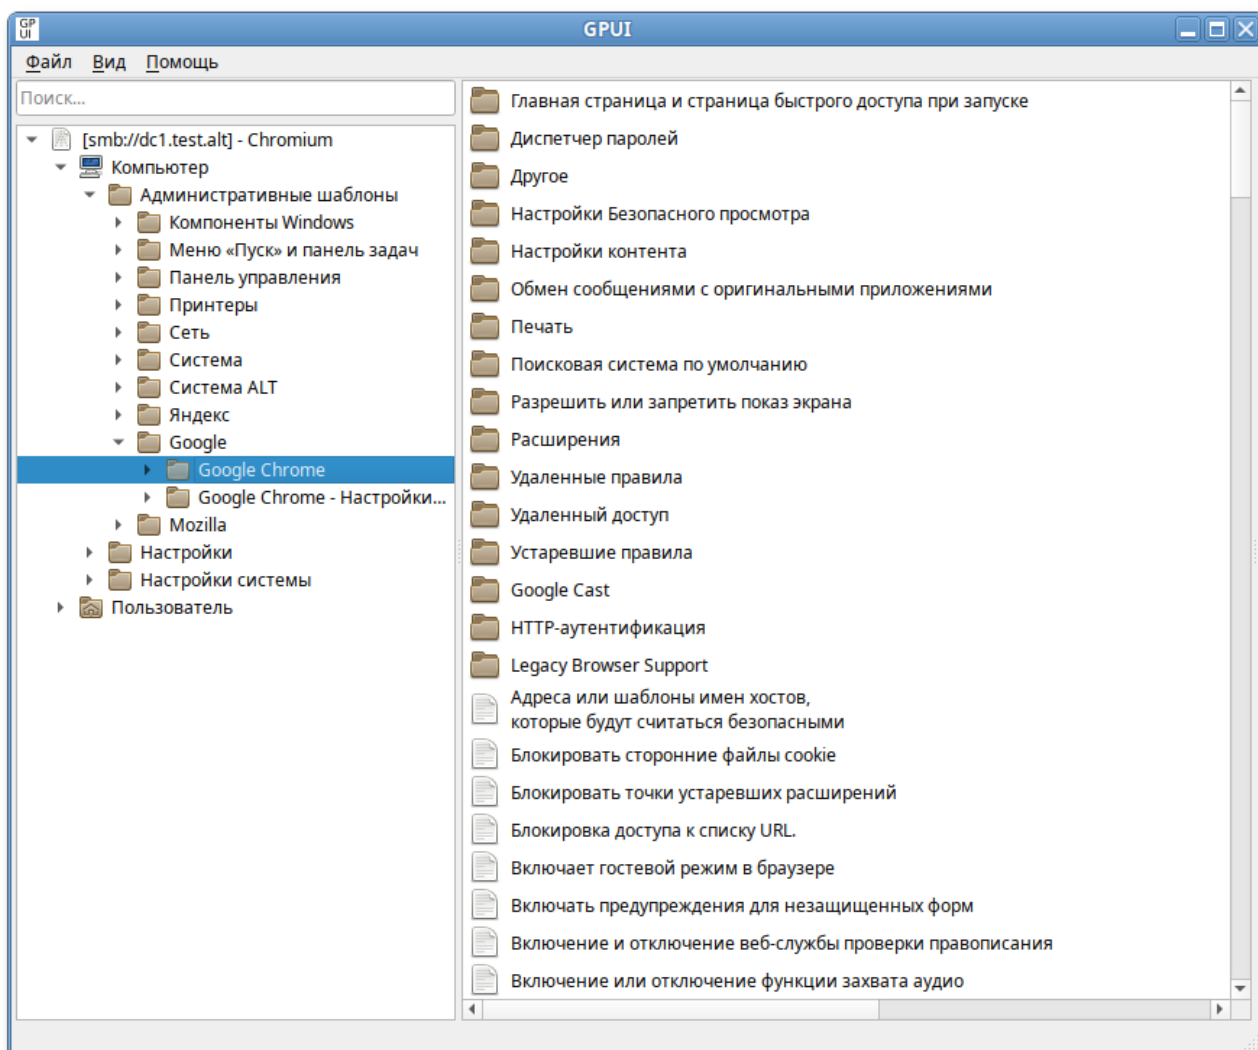 GP
UI
GPUI
Файл Вид Помощь
Поиск...
[smb://dc1.test.alt] - Chromium
Компьютер
Административные шаблоны
Компоненты Windows
Меню «Пуск» и панель задач
Панель управления
Принтеры
Сеть
Система
Система ALT
Яндекс
Google
Google Chrome
Google Chrome - Настройки...
Mozilla
Настройки
Настройки системы
Пользователь
Главная страница и страница быстрого доступа при запуске
Диспетчер паролей
Другое
Настройки Безопасного просмотра
Настройки контента
Обмен сообщениями с оригинальными приложениями
Печать
Поисковая система по умолчанию
Разрешить или запретить показ экрана
Расширения
Удаленные правила
Удаленный доступ
Устаревшие правила
Google Cast
HTTP-аутентификация
Legacy Browser Support
Адреса или шаблоны имен хостов,
которые будут считаться безопасными
Блокировать сторонние файлы cookie
Блокировать точки устаревших расширений
Блокировка доступа к списку URL.
Включает гостевой режим в браузере
Включать предупреждения для незащищенных форм
Включение и отключение веб-службы проверки правописания
Включение или отключение функции захвата аудио